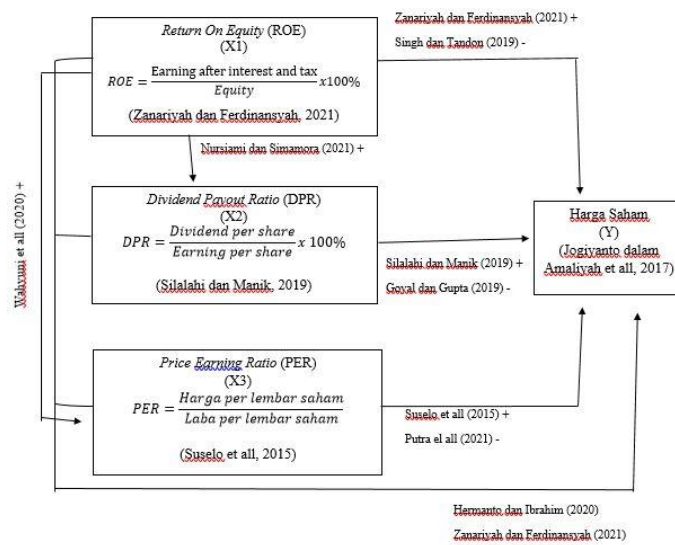 Return On Equity (ROE)
(X1)
ROE = Earning after interest and tax / Equity x100%
(Zanariyah dan Ferdinansyah, 2021)
Zanariyah dan Ferdinansyah (2021) +
Singh dan Tandon (2019) -
Nursiami dan Simamora (2021) +
Wahyuni et all (2020) +
Dividend Payout Ratio (DPR)
(X2)
DPR = Dividend per share / Earning per share x 100%
(Silalahi dan Manik, 2019)
Silalahi dan Manik (2019) +
Goyal dan Gupta (2019) -
Harga Saham
(Y)
(Jogiyanto dalam
Amaliyah et all, 2017)
Price Earning Ratio (PER)
(X3)
PER = Harga per lembar saham / Laba per lembar saham
(Suselo et all, 2015)
Suselo et all (2015) +
Putra el all (2021) -
Hermanto dan Ibrahim (2020)
Zanariyah dan Ferdinansyah (2021)